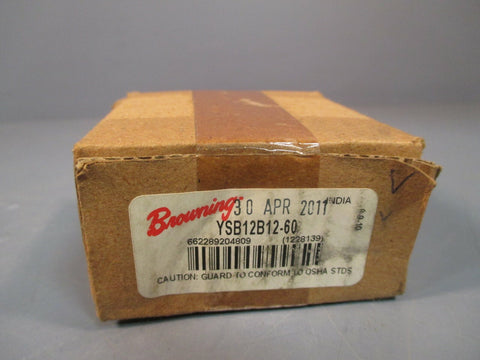 Browning 30 APR 2011 INDIA
YSB12B12-60
662289204809 (1228139)
CAUTION: GUARD TO CONFORM TO OSHA STDS